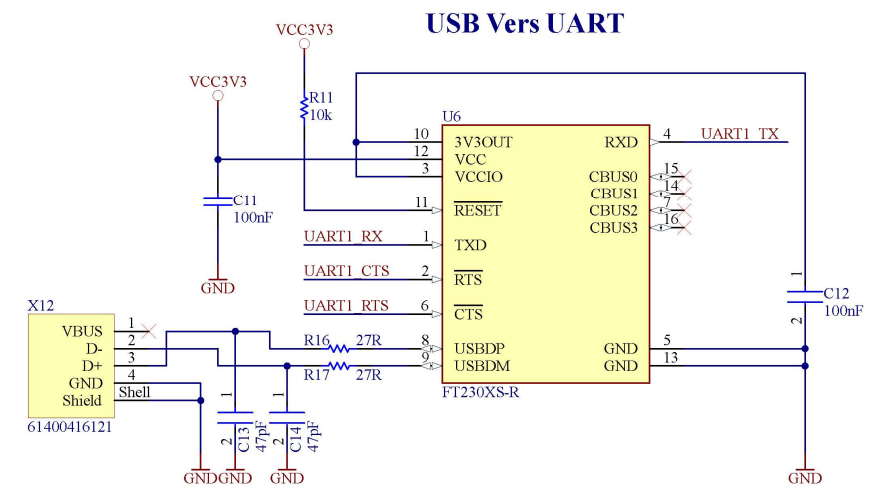 USB Vers UART
VCC3V3
VCC3V3
R11
10k
U6
10 3V3OUT
12 VCC
3 VCCIO
11 RESET
UART1_RX 1 TXD
UART1_CTS 2 RTS
UART1_RTS 6 CTS
8 USBDP
9 USBDM
RXD 4 UART1_TX
CBUS0 15
CBUS1 14
CBUS2 7
CBUS3 16
GND 5
GND 13
FT230XS-R
C11
100nF
GND
1
C12
100nF
2
X12
VBUS 1
D- 2
D+ 3
GND 4
Shield Shell
61400416121
R16 27R
R17 27R
1
2
C13
47pF
1
2
C14
47pF
GND
GND
GND
GND